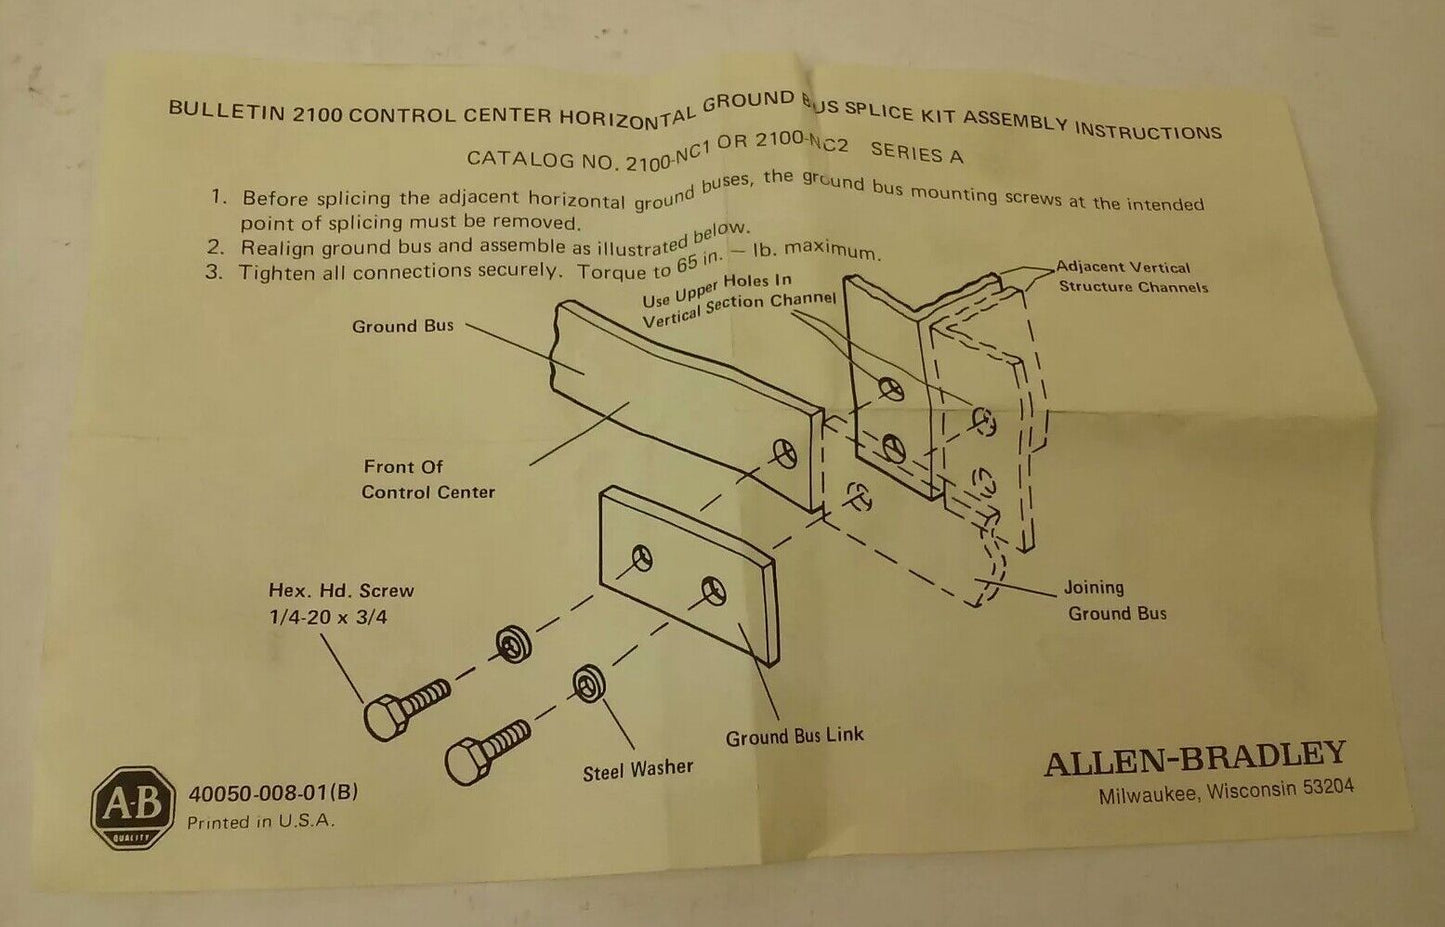 BULLETIN 2100 CONTROL CENTER HORIZONTAL GROUND BUS SPLICE KIT ASSEMBLY INSTRUCTIONS
CATALOG NO. 2100-NC1 OR 2100-NC2 SERIES A
1. Before splicing the adjacent horizontal ground buses, the ground bus mounting screws at the intended
point of splicing must be removed.
2. Realign ground bus and assemble as illustrated below.
3. Tighten all connections securely. Torque to 65 in. – lb. maximum.
Adjacent Vertical
Structure Channels
Use Upper Holes In
Vertical Section Channel
Ground Bus
Front Of
Control Center
Hex. Hd. Screw
1/4-20 x 3/4
Joining
Ground Bus
Ground Bus Link
Steel Washer
A-B
QUALITY
40050-008-01(B)
Printed in U.S.A.
ALLEN-BRADLEY
Milwaukee, Wisconsin 53204